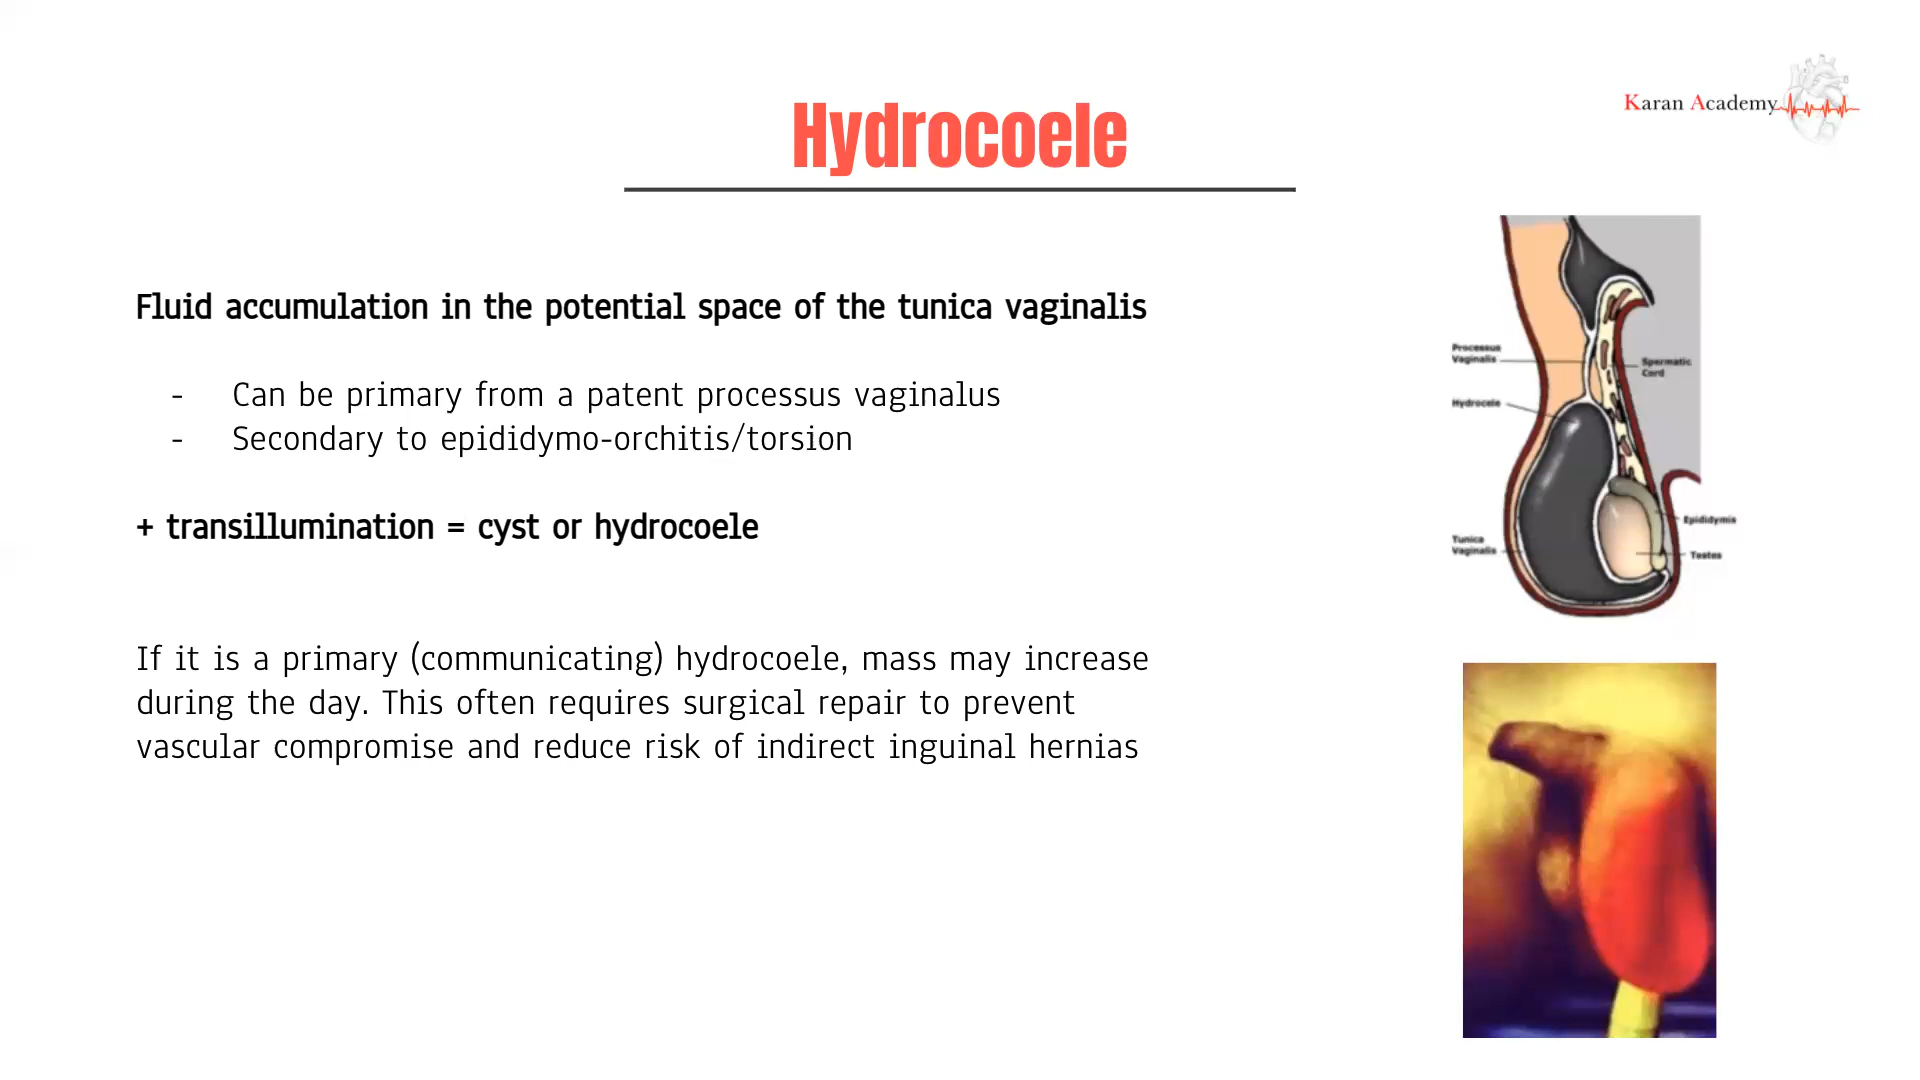 Karan Academy
Hydrocoele
Fluid accumulation in the potential space of the tunica vaginalis
- Can be primary from a patent processus vaginalus
- Secondary to epididymo-orchitis/torsion
+ transillumination = cyst or hydrocoele
If it is a primary (communicating) hydrocoele, mass may increase
during the day. This often requires surgical repair to prevent
vascular compromise and reduce risk of indirect inguinal hernias
Processus
Vaginalis
Spermatic
Cord
Hydrocele
Epididymis
Tunica
Vaginalis
Testes